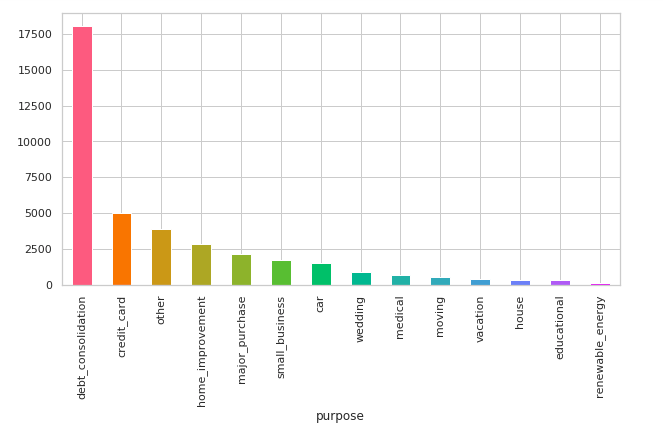 17500
15000
12500
10000
7500
5000
2500
0
debt_consolidation
credit_card
other
home_improvement
major_purchase
small_business
car
wedding
medical
moving
vacation
house
educational
renewable_energy
purpose